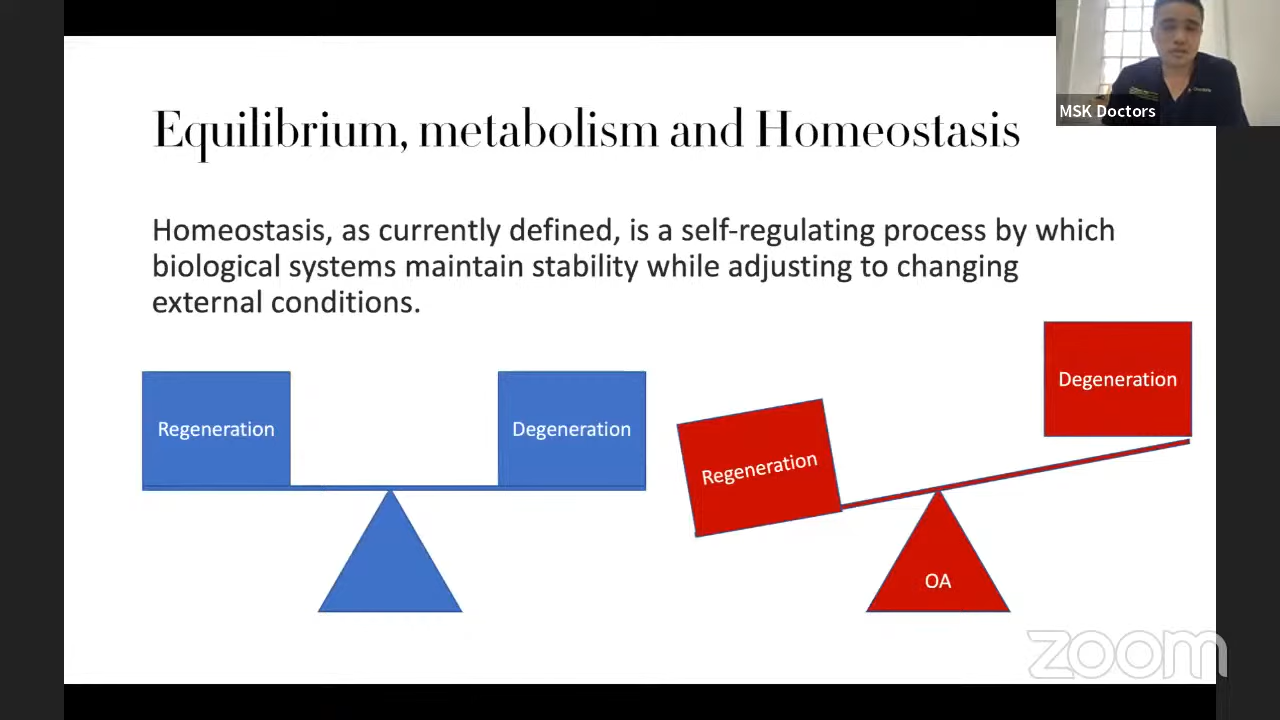 MSK Doctors
Equilibrium, metabolism and Homeostasis
Homeostasis, as currently defined, is a self-regulating process by which
biological systems maintain stability while adjusting to changing
external conditions.
Regeneration
Degeneration
Regeneration
Degeneration
OA
zoom